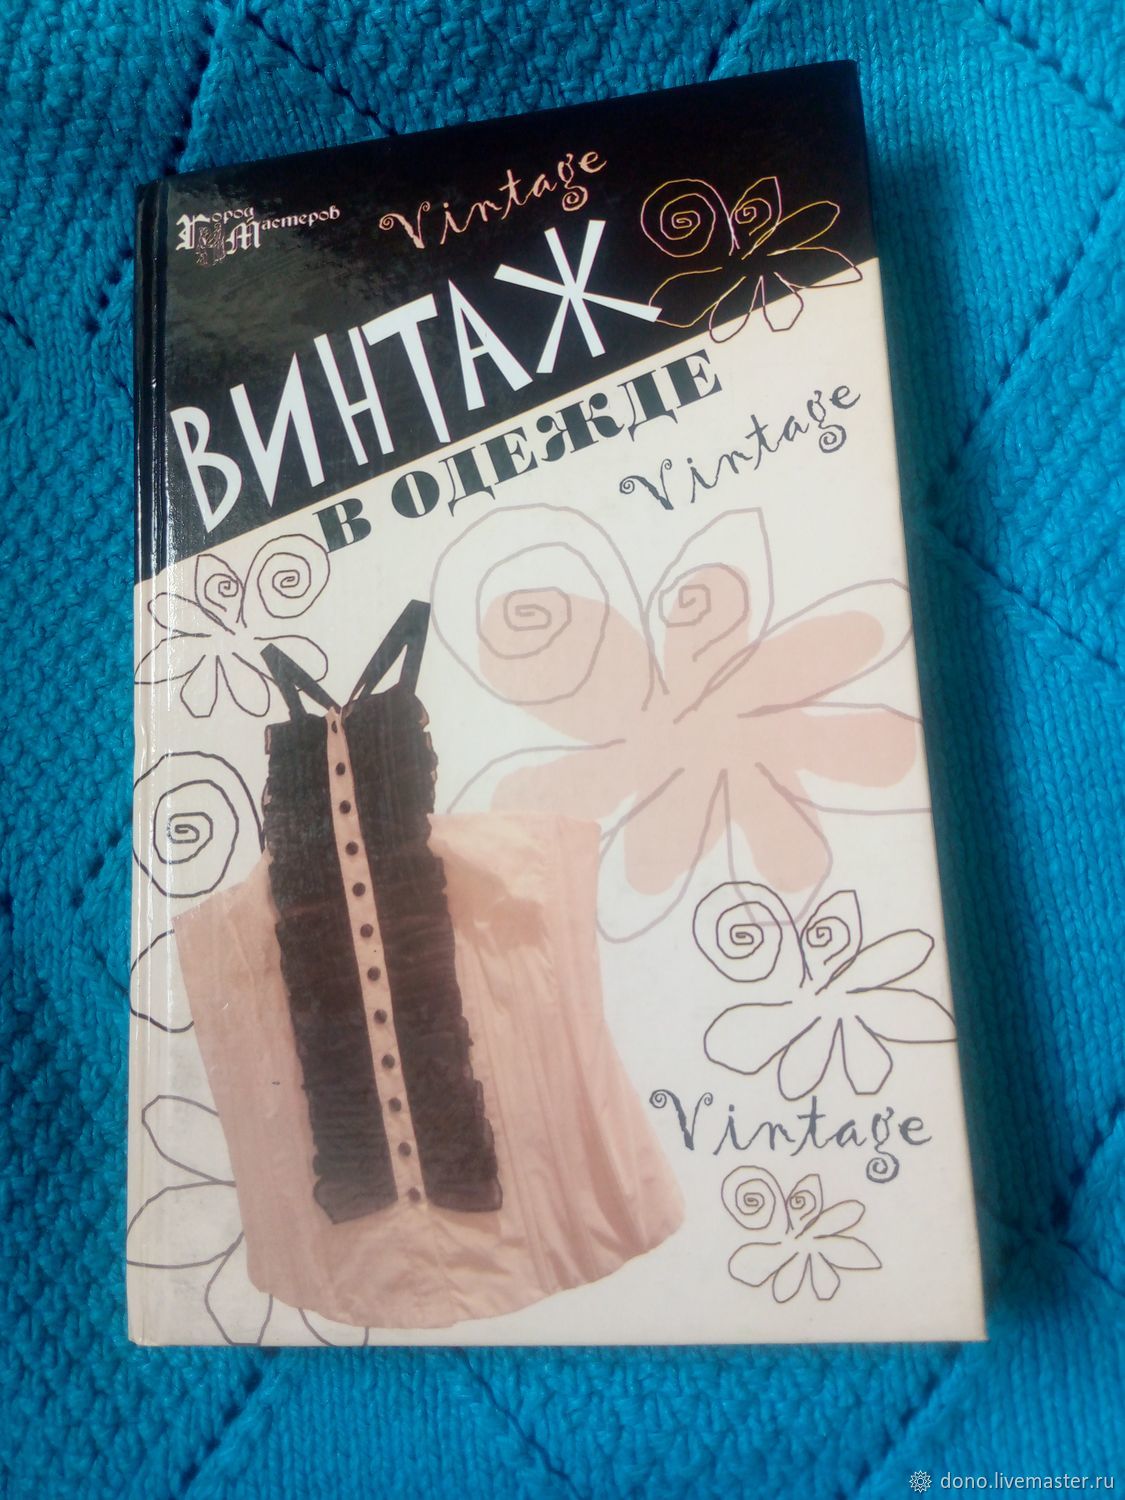 Город Мастеров
Vintage
ВИНТАЖ
В ОДЕЖДЕ
Vintage
Vintage
dono.livemaster.ru